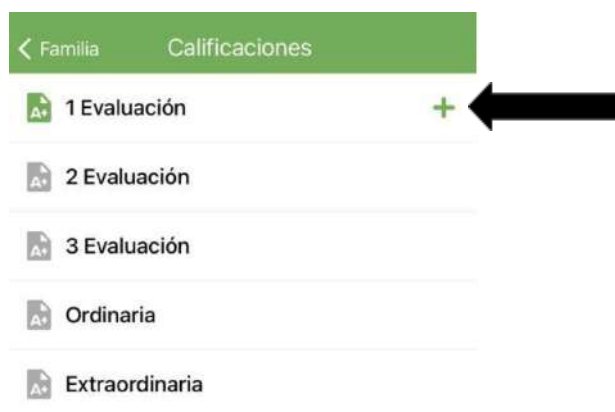 Familia Calificaciones
A+ 1 Evaluación +
A+ 2 Evaluación
A+ 3 Evaluación
A+ Ordinaria
A+ Extraordinaria